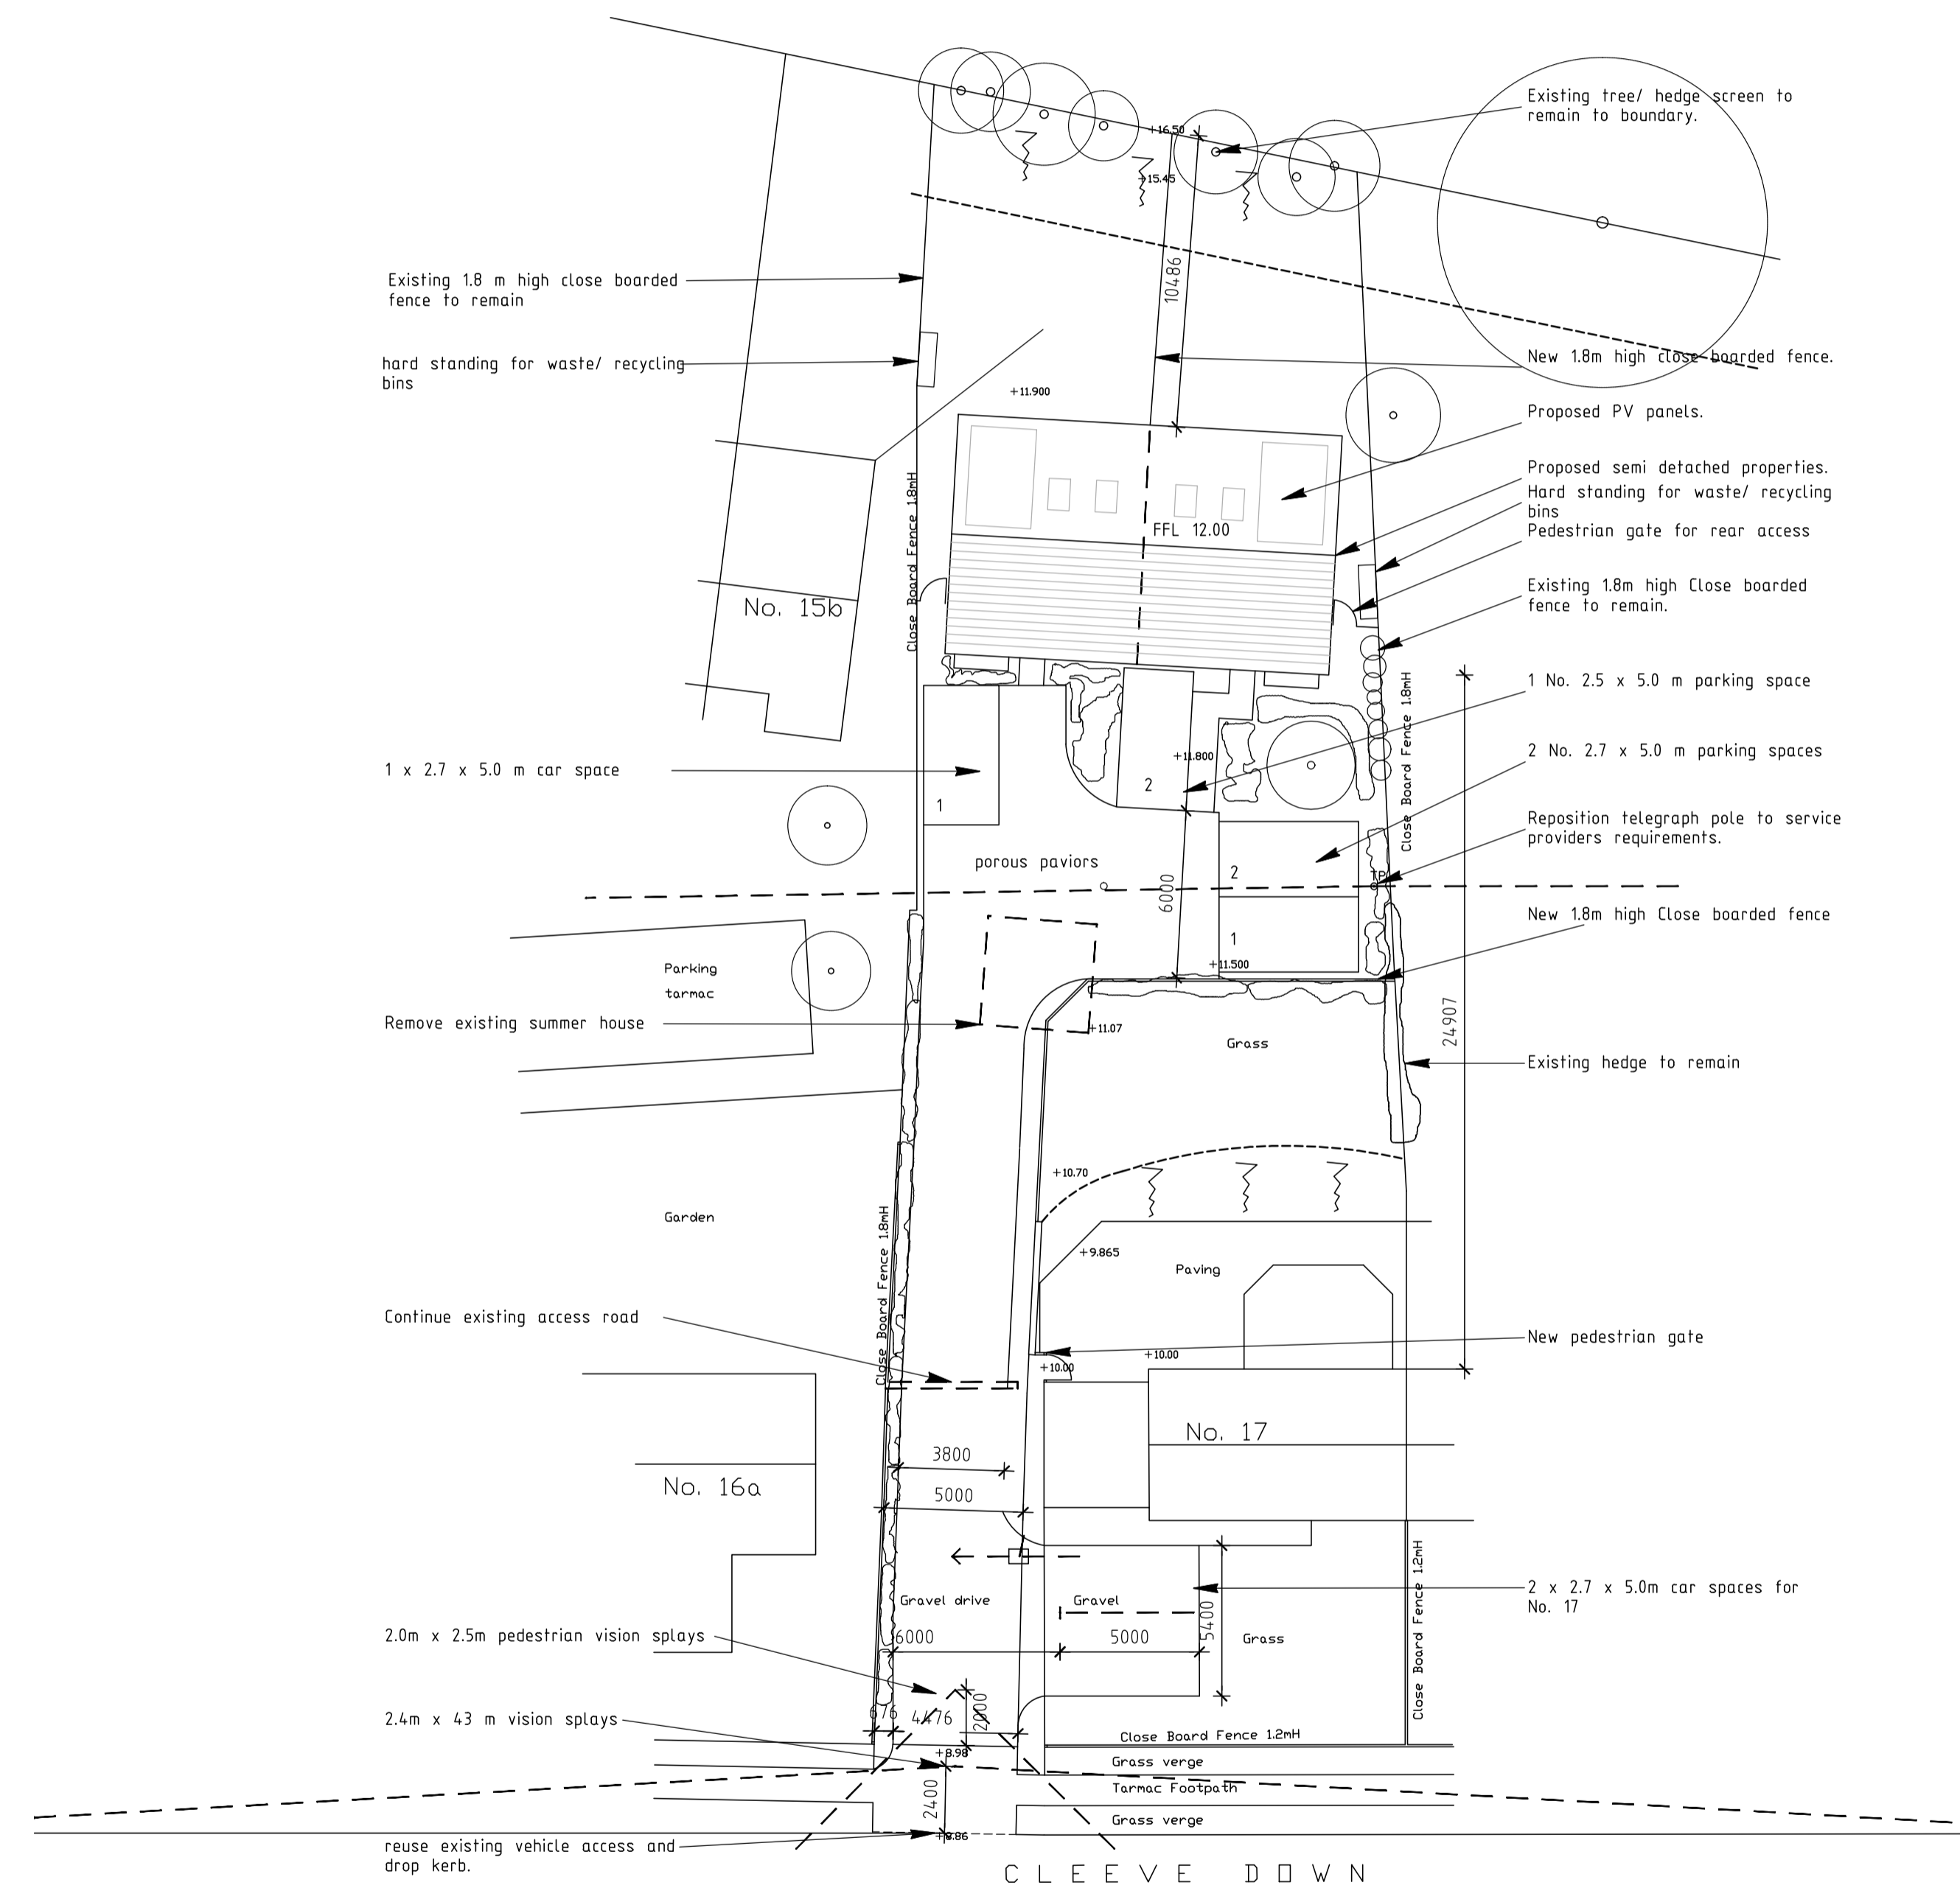 Existing tree/ hedge screen to
remain to boundary.
+16.50
+15.45
10486
Existing 1.8 m high close boarded
fence to remain
hard standing for waste/ recycling
bins
New 1.8m high close boarded fence.
+11.900
Proposed PV panels.
Proposed semi detached properties.
Hard standing for waste/ recycling
bins
Pedestrian gate for rear access
FFL 12.00
Close Board Fence 1.8mH
No. 15b
Existing 1.8m high Close boarded
fence to remain.
1 No. 2.5 x 5.0 m parking space
Close Board Fence 1.8mH
2 No. 2.7 x 5.0 m parking spaces
+11.800
1 x 2.7 x 5.0 m car space
2
1
Reposition telegraph pole to service
providers requirements.
porous paviors
2
TP
6000
New 1.8m high Close boarded fence
1
+11.500
Parking
tarmac
Remove existing summer house
+11.07
Grass
24907
Existing hedge to remain
+10.70
Garden
+9.865
Paving
Close Board Fence 1.8mH
Continue existing access road
New pedestrian gate
+10.00
+10.00
No. 17
3800
No. 16a
5000
Gravel drive
Gravel
2 x 2.7 x 5.0m car spaces for
No. 17
5400
Close Board Fence 1.2mH
2.0m x 2.5m pedestrian vision splays
6000
5000
Grass
2.4m x 43 m vision splays
676
4476
2000
Close Board Fence 1.2mH
+8.98
Grass verge
Tarmac Footpath
2400
Grass verge
+8.86
reuse existing vehicle access and
drop kerb.
CLEEVE DOWN